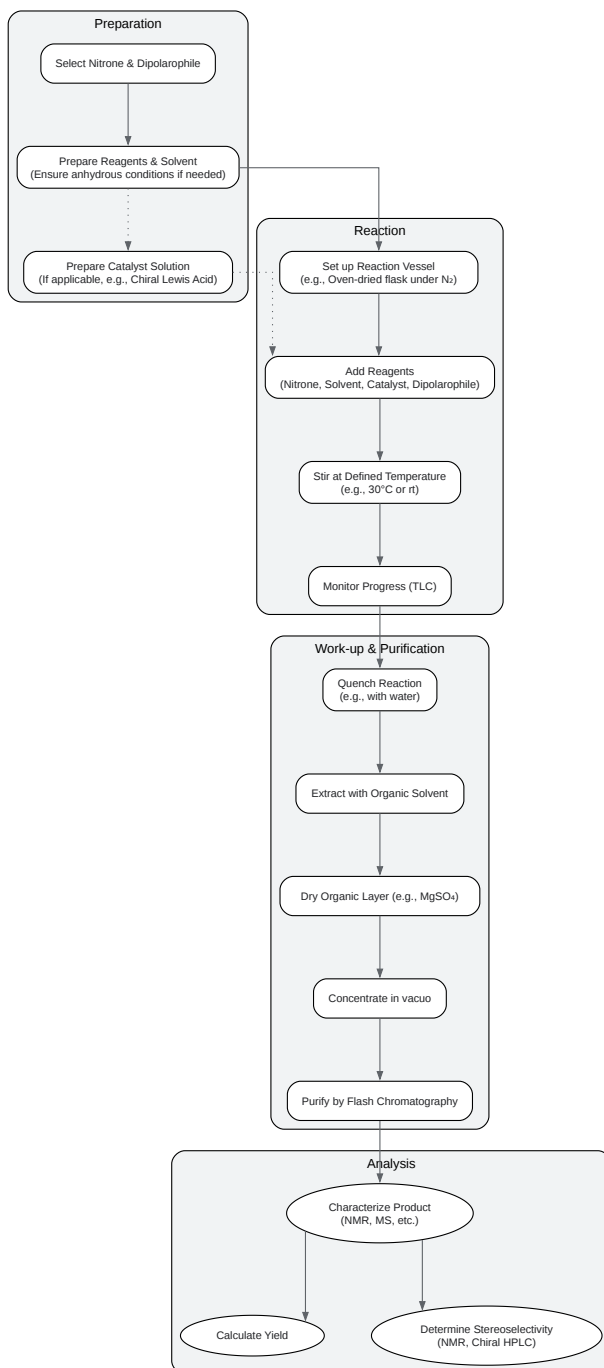 Preparation
Select Nitrone & Dipolarophile
Prepare Reagents & Solvent
(Ensure anhydrous conditions if needed)
Prepare Catalyst Solution
(If applicable, e.g., Chiral Lewis Acid)
Reaction
Set up Reaction Vessel
(e.g., Oven-dried flask under N₂)
Add Reagents
(Nitrone, Solvent, Catalyst, Dipolarophile)
Stir at Defined Temperature
(e.g., 30°C or rt)
Monitor Progress (TLC)
Work-up & Purification
Quench Reaction
(e.g., with water)
Extract with Organic Solvent
Dry Organic Layer (e.g., MgSO₄)
Concentrate in vacuo
Purify by Flash Chromatography
Analysis
Characterize Product
(NMR, MS, etc.)
Calculate Yield
Determine Stereoselectivity
(NMR, Chiral HPLC)